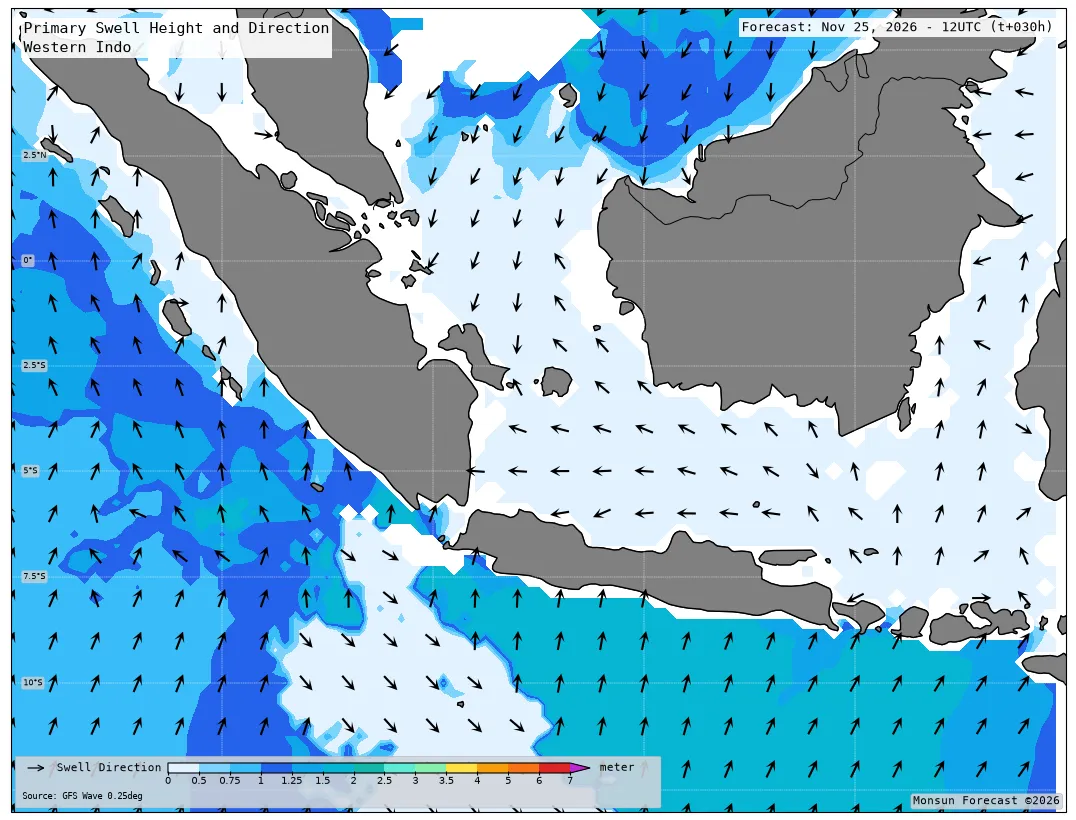 Primary Swell Height and Direction
Western Indo
Forecast: Nov 25, 2026 - 12UTC (t+030h)
2.5°N
0°
2.5°S
5°S
7.5°S
10°S
Swell Direction
0 0.5 0.75 1 1.25 1.5 2 2.5 3 3.5 4 5 6 7
meter
Source: GFS Wave 0.25deg
Monsun Forecast ©2026